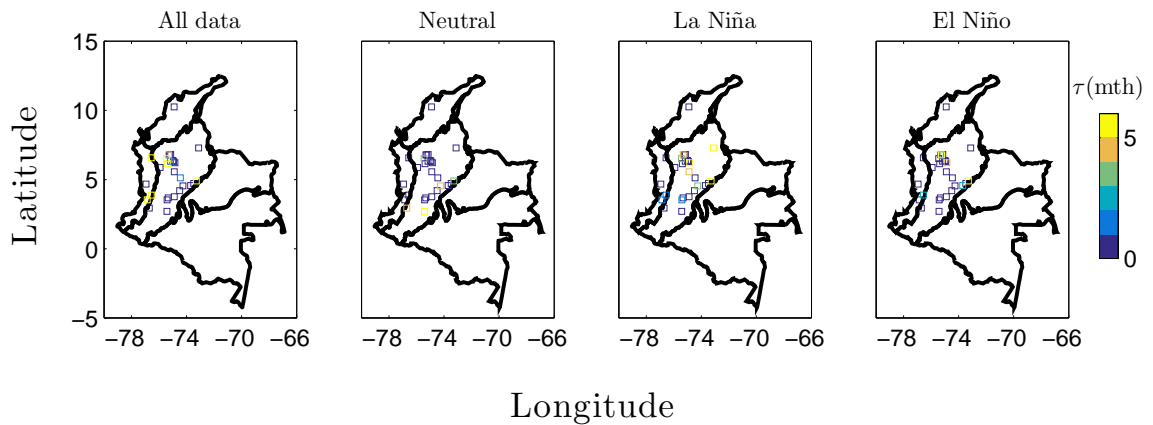 All data Neutral La Niña El Niño
Latitude
15
10
5
0
−5
−78 −74 −70 −66 −78 −74 −70 −66 −78 −74 −70 −66 −78 −74 −70 −66
τ(mth)
5
0
Longitude